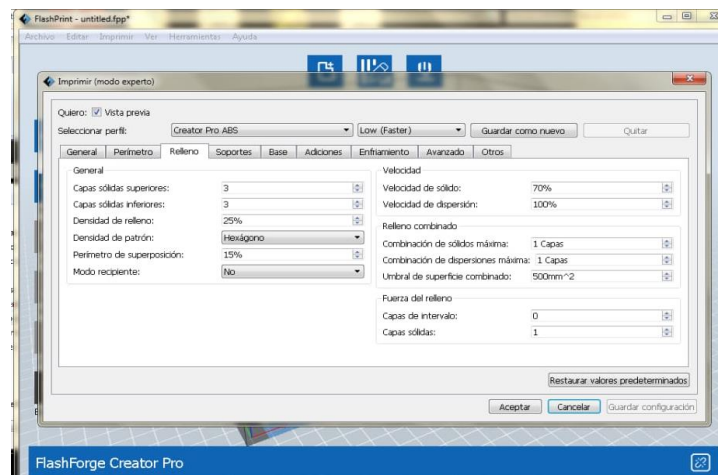 FlashPrint - untitled.fpp*
Archivo Editar Imprimir Ver Herramientas Ayuda
Imprimir (modo experto)
Quiero: Vista previa
Seleccionar perfil: Creator Pro ABS Low (Faster) Guardar como nuevo Quitar
General Perímetro Relleno Soportes Base Adiciones Enfriamiento Avanzado Otros
General
Capas sólidas superiores: 3
Capas sólidas inferiores: 3
Densidad de relleno: 25%
Densidad de patrón: Hexágono
Perímetro de superposición: 15%
Modo recipiente: No
Velocidad
Velocidad de sólido: 70%
Velocidad de dispersión: 100%
Relleno combinado
Combinación de sólidos máxima: 1 Capas
Combinación de dispersiones máxima: 1 Capas
Umbral de superficie combinado: 500mm^2
Fuerza del relleno
Capas de intervalo: 0
Capas sólidas: 1
Restaurar valores predeterminados
Aceptar Cancelar Guardar configuración
FlashForge Creator Pro